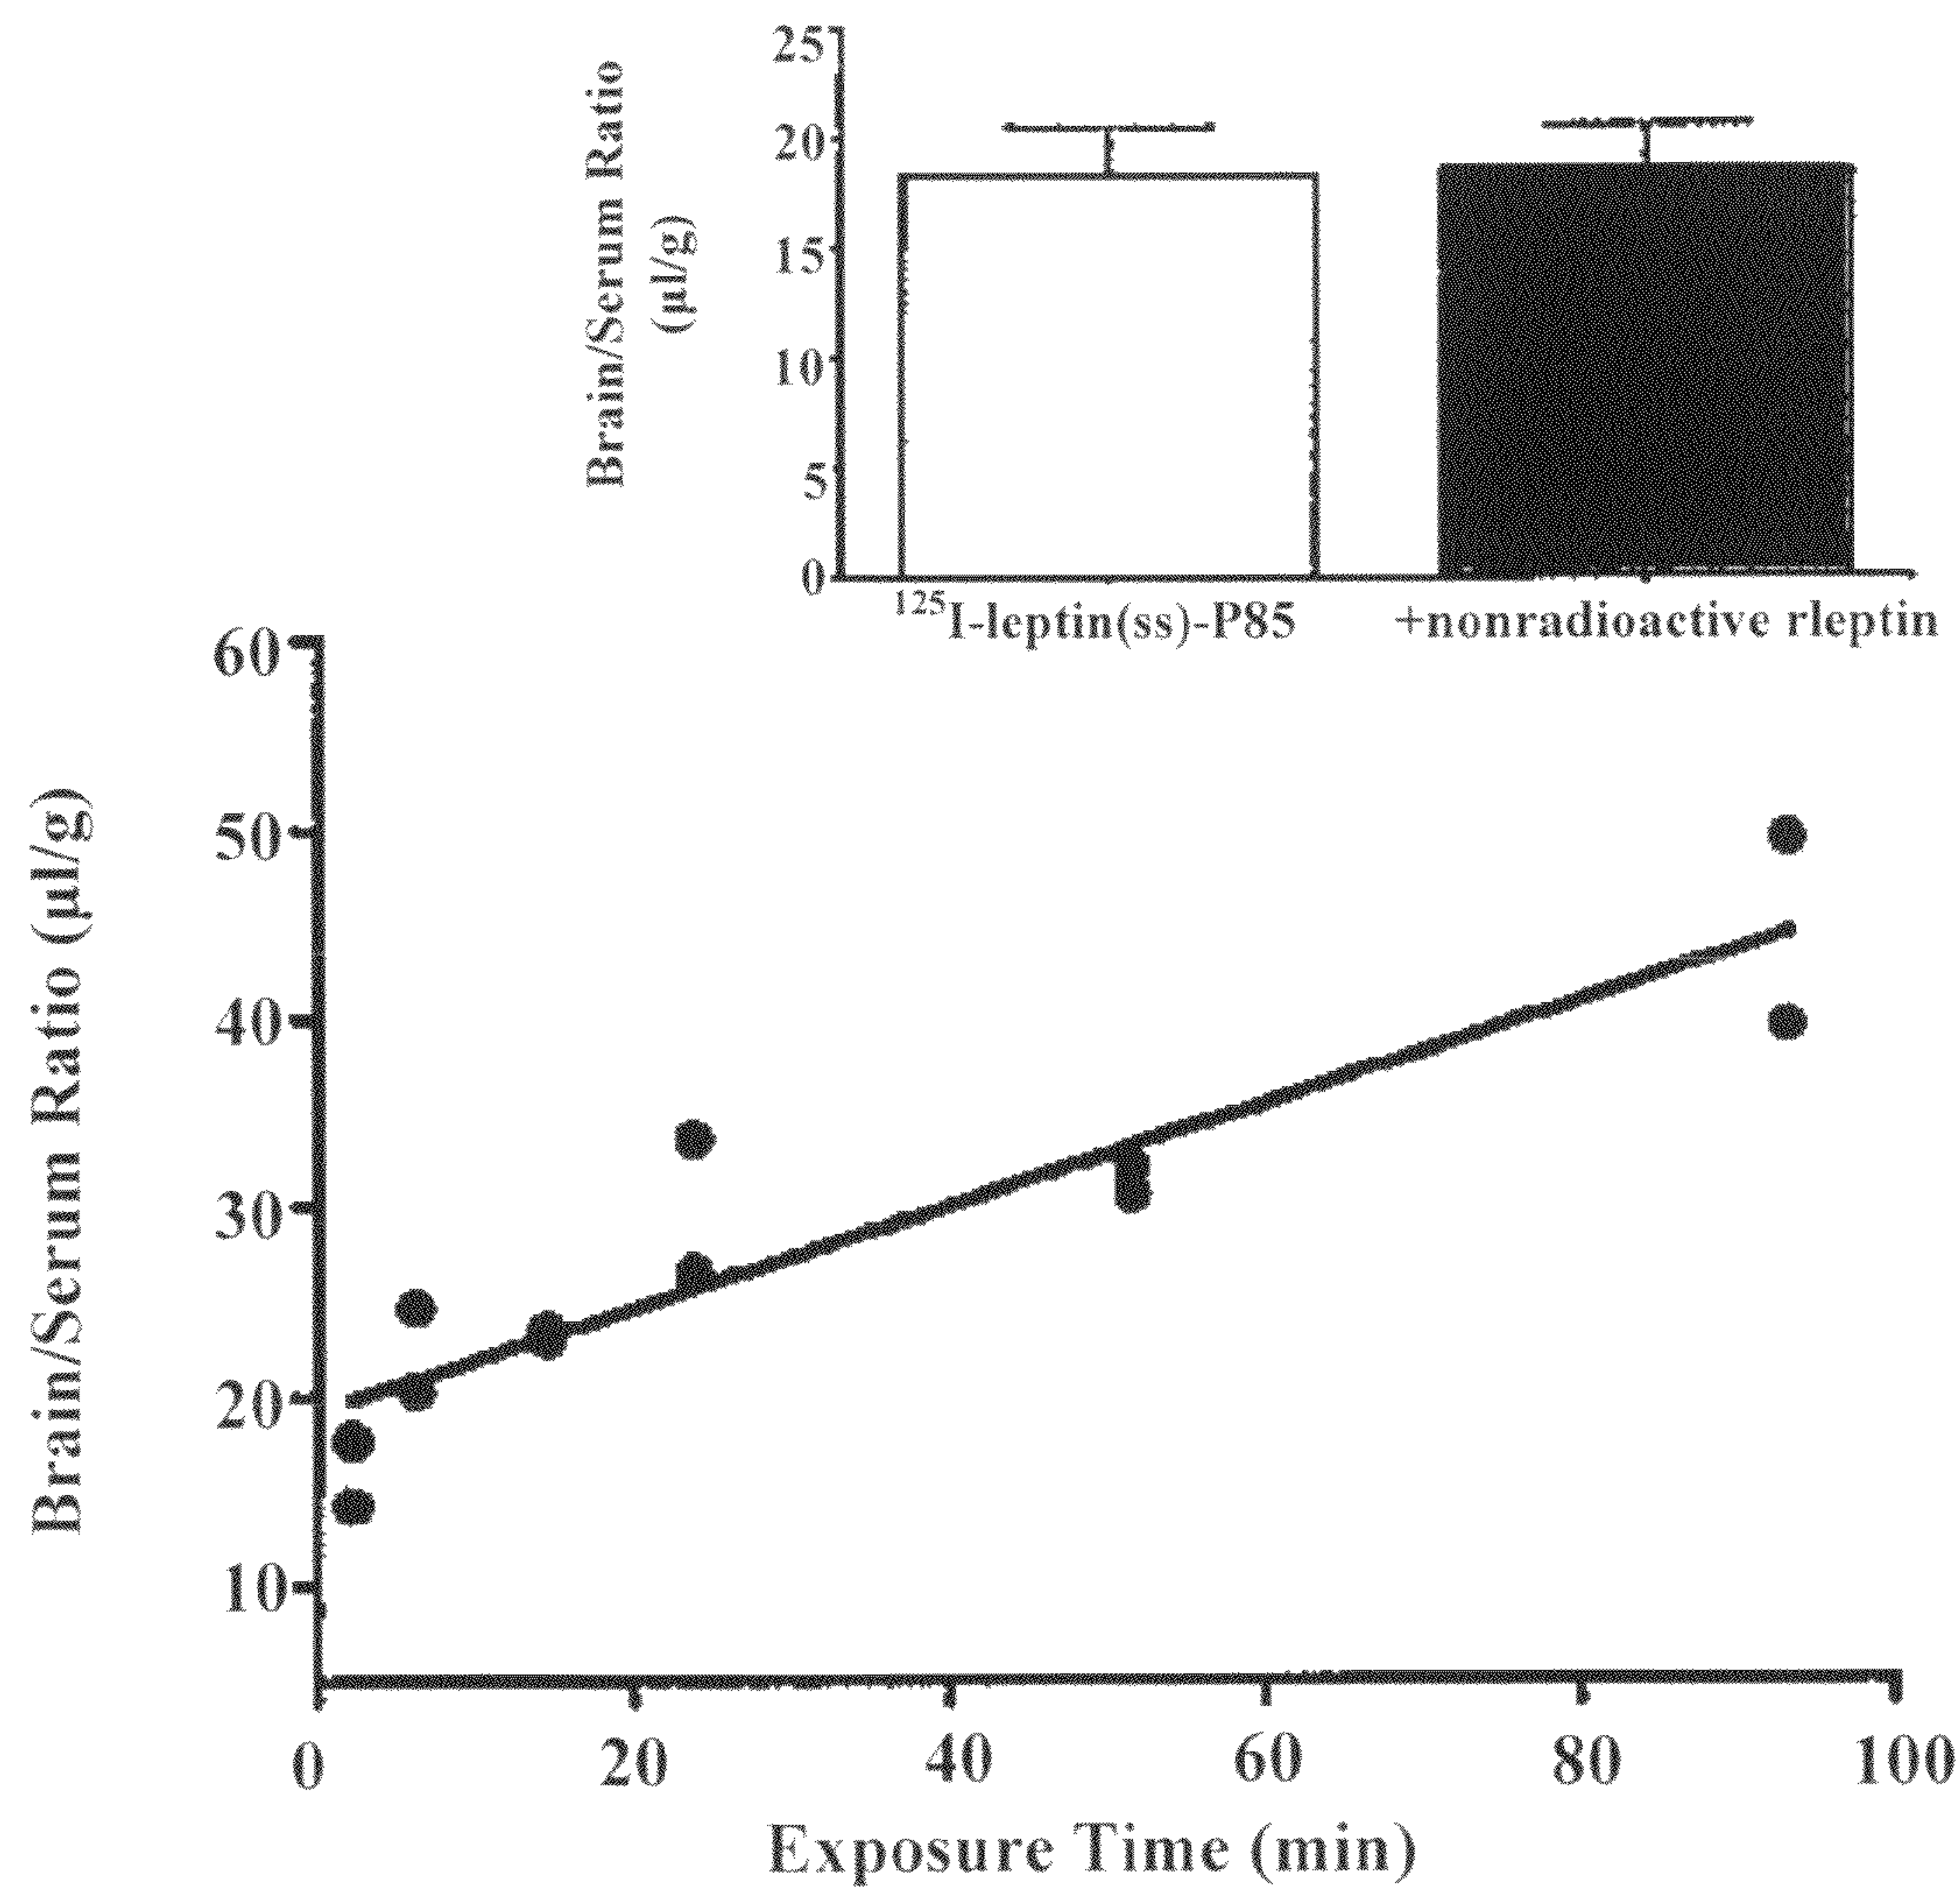 Brain/Serum Ratio
(µl/g)
25
20
15
10
5
0
¹²⁵I-leptin(ss)-P85
+nonradioactive rleptin
Brain/Serum Ratio (µl/g)
60
50
40
30
20
10
0 20 40 60 80 100
Exposure Time (min)